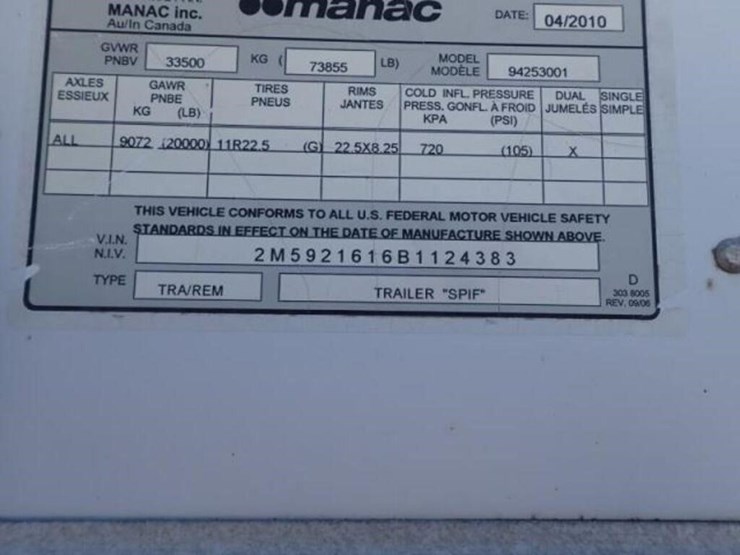 MANAC inc.
Au/in Canada
manac
DATE: 04/2010
GVWR
PNBV 33500 KG ( 73855 LB) MODEL
MODÈLE 94253001
AXLES
ESSIEUX
GAWR
PNBE
KG (LB)
TIRES
PNEUS
RIMS
JANTES
COLD INFL. PRESSURE
PRESS. GONFL. À FROID
KPA (PSI)
DUAL
JUMELÉS
SINGLE
SIMPLE
ALL 9072 (20000) 11R22.5 (G) 22.5X8.25 720 (105) X
THIS VEHICLE CONFORMS TO ALL U.S. FEDERAL MOTOR VEHICLE SAFETY
STANDARDS IN EFFECT ON THE DATE OF MANUFACTURE SHOWN ABOVE.
V.I.N.
N.I.V. 2M5921616B1124383
TYPE TRA/REM TRAILER "SPIF"
D
303 8005
REV. 09/06